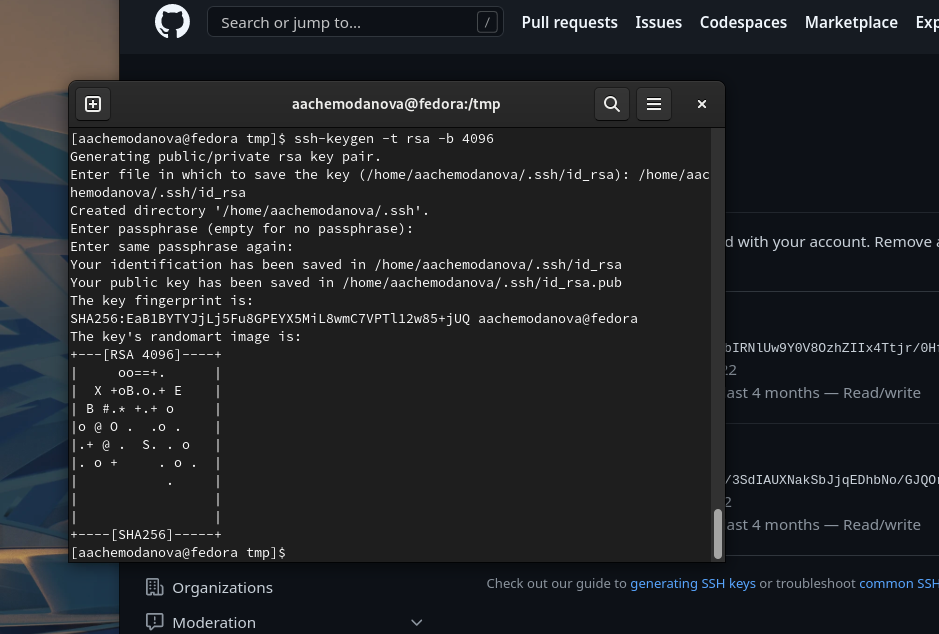 Search or jump to... / Pull requests Issues Codespaces Marketplace Exp
aachemodanova@fedora:/tmp
[aachemodanova@fedora tmp]$ ssh-keygen -t rsa -b 4096
Generating public/private rsa key pair.
Enter file in which to save the key (/home/aachemodanova/.ssh/id_rsa): /home/aac
hemodanova/.ssh/id_rsa
Created directory '/home/aachemodanova/.ssh'.
Enter passphrase (empty for no passphrase):
Enter same passphrase again:
Your identification has been saved in /home/aachemodanova/.ssh/id_rsa
Your public key has been saved in /home/aachemodanova/.ssh/id_rsa.pub
The key fingerprint is:
SHA256:EaB1BYTYJjLj5Fu8GPEYX5MiL8wmC7VPTl12w85+jUQ aachemodanova@fedora
The key's randomart image is:
+---[RSA 4096]----+
|     oo==+.      |
|  X +oB.o.+ E    |
| B #.* +.+ o     |
|o @ O .  .o .    |
|.+ @ .  S. . o   |
|. o +     . o .  |
|           .     |
|                 |
|                 |
+----[SHA256]-----+
[aachemodanova@fedora tmp]$
d with your account. Remove a
bIRNlUw9Y0V8OzhZIIx4Ttjr/0H
22
ast 4 months — Read/write
/3SdIAUXNakSbJjqEDhbNo/GJQO
2
ast 4 months — Read/write
Organizations
Moderation
Check out our guide to generating SSH keys or troubleshoot common SSH